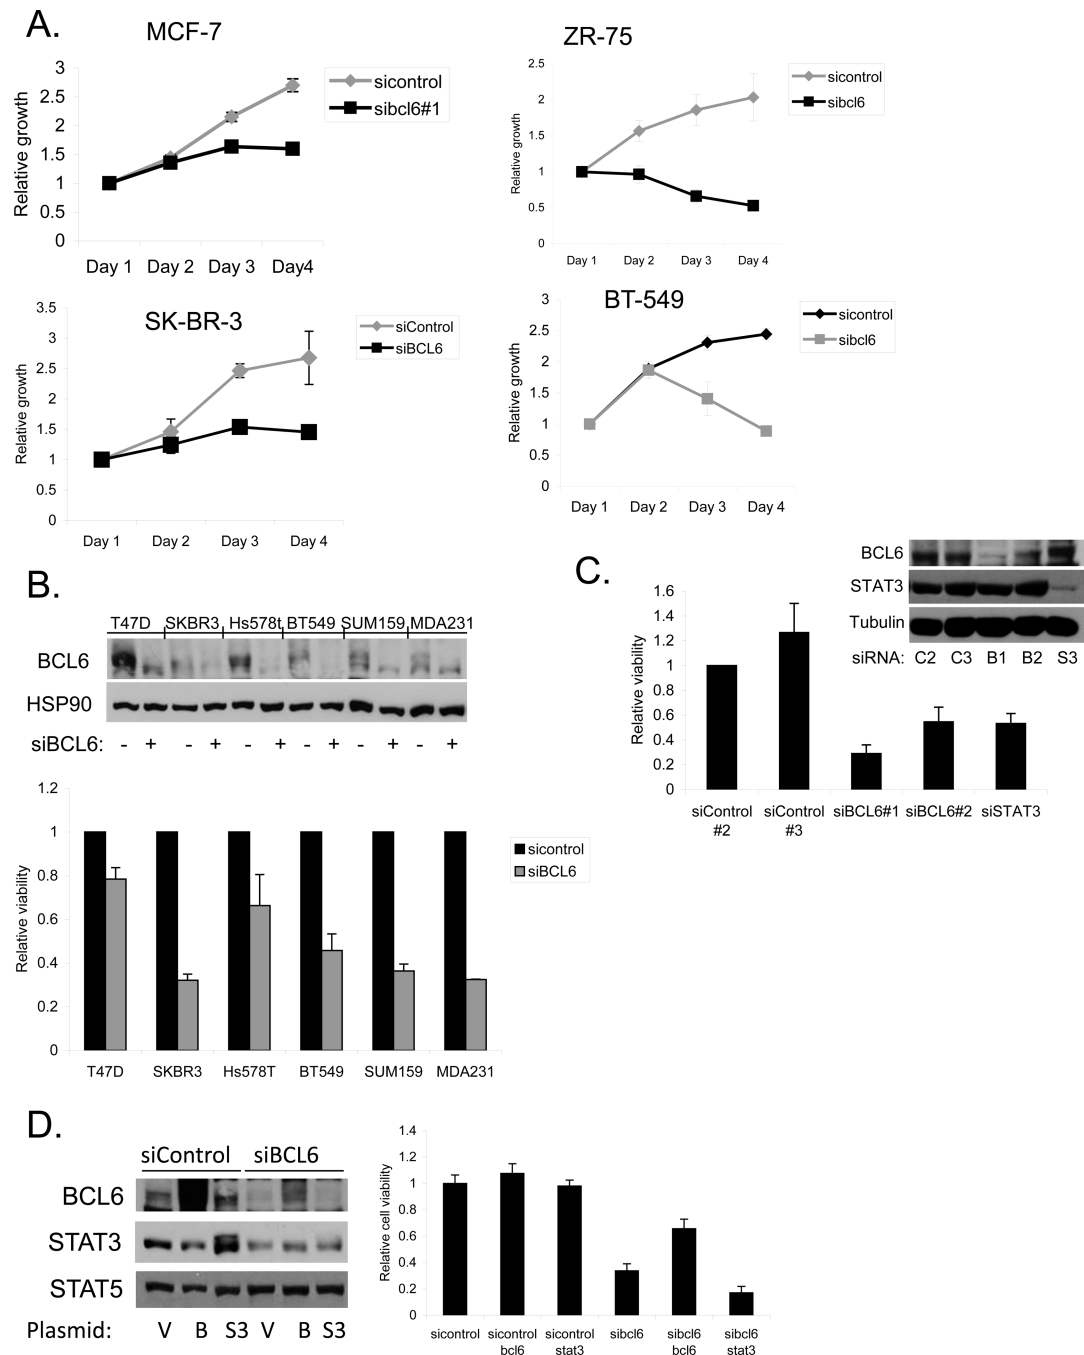 A.
MCF-7
3
2.5
2
1.5
1
0.5
0
Relative growth
Day 1 Day 2 Day 3 Day4
sicontrol
sibcl6#1
ZR-75
2.5
2
1.5
1
0.5
0
Relative growth
Day 1 Day 2 Day 3 Day 4
sicontrol
sibcl6
SK-BR-3
3.5
3
2.5
2
1.5
1
0.5
0
Relative growth
Day 1 Day 2 Day 3 Day 4
siControl
siBCL6
BT-549
3
2.5
2
1.5
1
0.5
0
Relative growth
Day 1 Day 2 Day 3 Day 4
sicontrol
sibcl6
B.
T47D SKBR3 Hs578t BT549 SUM159 MDA231
BCL6
HSP90
siBCL6: - + - + - + - + - + - +
1.2
1
0.8
0.6
0.4
0.2
0
Relative viability
T47D SKBR3 Hs578T BT549 SUM159 MDA231
sicontrol
siBCL6
C.
BCL6
STAT3
Tubulin
siRNA: C2 C3 B1 B2 S3
1.6
1.4
1.2
1
0.8
0.6
0.4
0.2
0
Relative viability
siControl siControl siBCL6#1 siBCL6#2 siSTAT3
#2 #3
D.
siControl siBCL6
BCL6
STAT3
STAT5
Plasmid: V B S3 V B S3
1.4
1.2
1
0.8
0.6
0.4
0.2
0
Relative cell viability
sicontrol sicontrol sicontrol sibcl6 sibcl6 sibcl6
bcl6 stat3 bcl6 stat3